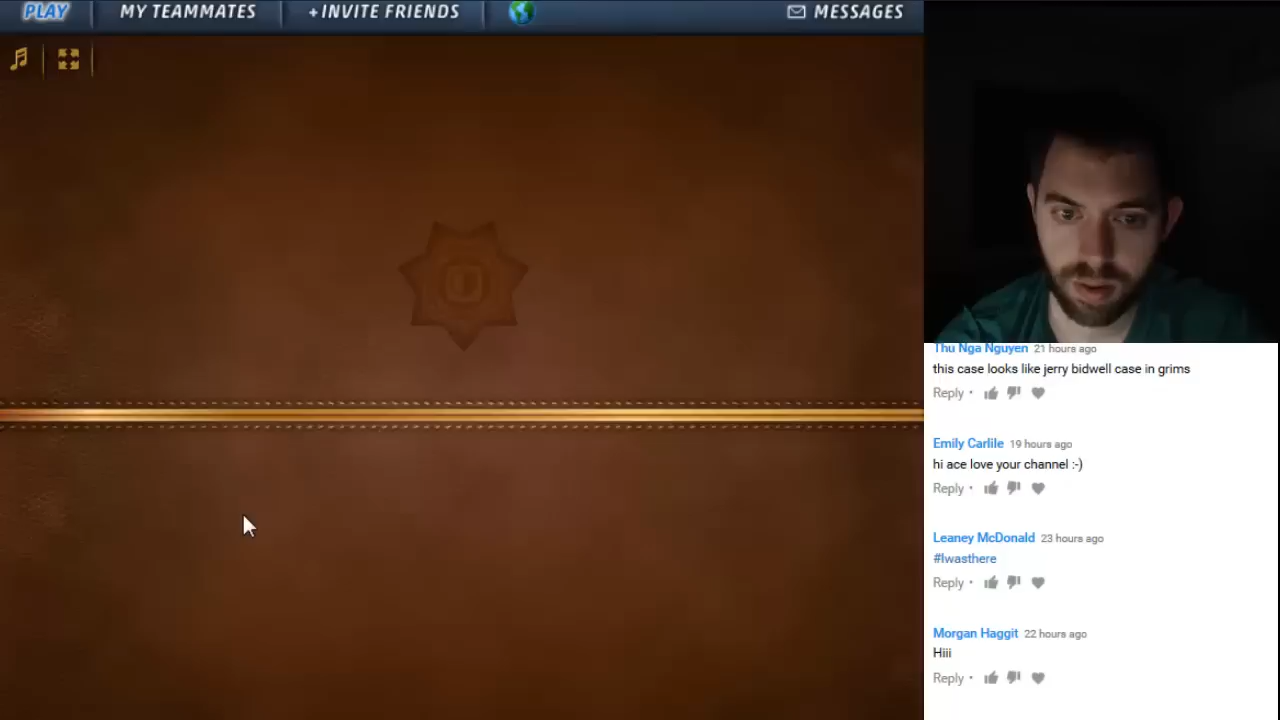 PLAY
MY TEAMMATES
+INVITE FRIENDS
MESSAGES
Thu Nga Nguyen 21 hours ago
this case looks like jerry bidwell case in grims
Reply •
Emily Carlile 19 hours ago
hi ace love your channel :-)
Reply •
Leaney McDonald 23 hours ago
#Iwasthere
Reply •
Morgan Haggit 22 hours ago
Hiii
Reply •